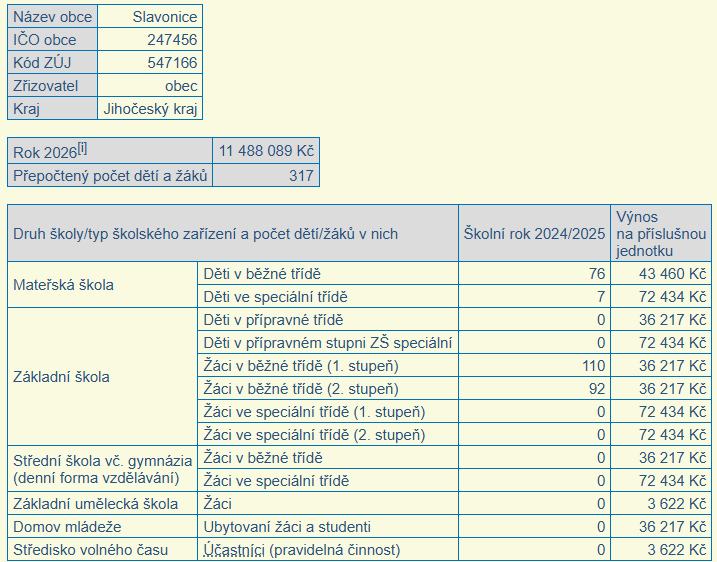 Název obce Slavonice
IČO obce 247456
Kód ZÚJ 547166
Zřizovatel obec
Kraj Jihočeský kraj
Rok 2026[i] 11 488 089 Kč
Přepočtený počet dětí a žáků 317
Druh školy/typ školského zařízení a počet dětí/žáků v nich Školní rok 2024/2025 Výnos
na příslušnou
jednotku
Mateřská škola Děti v běžné třídě 76 43 460 Kč
Děti ve speciální třídě 7 72 434 Kč
Základní škola Děti v přípravné třídě 0 36 217 Kč
Děti v přípravném stupni ZŠ speciální 0 72 434 Kč
Žáci v běžné třídě (1. stupeň) 110 36 217 Kč
Žáci v běžné třídě (2. stupeň) 92 36 217 Kč
Žáci ve speciální třídě (1. stupeň) 0 72 434 Kč
Žáci ve speciální třídě (2. stupeň) 0 72 434 Kč
Střední škola vč. gymnázia Žáci v běžné třídě 0 36 217 Kč
(denní forma vzdělávání) Žáci ve speciální třídě 0 72 434 Kč
Základní umělecká škola Žáci 0 3 622 Kč
Domov mládeže Ubytovaní žáci a studenti 0 36 217 Kč
Středisko volného času Účastníci (pravidelná činnost) 0 3 622 Kč